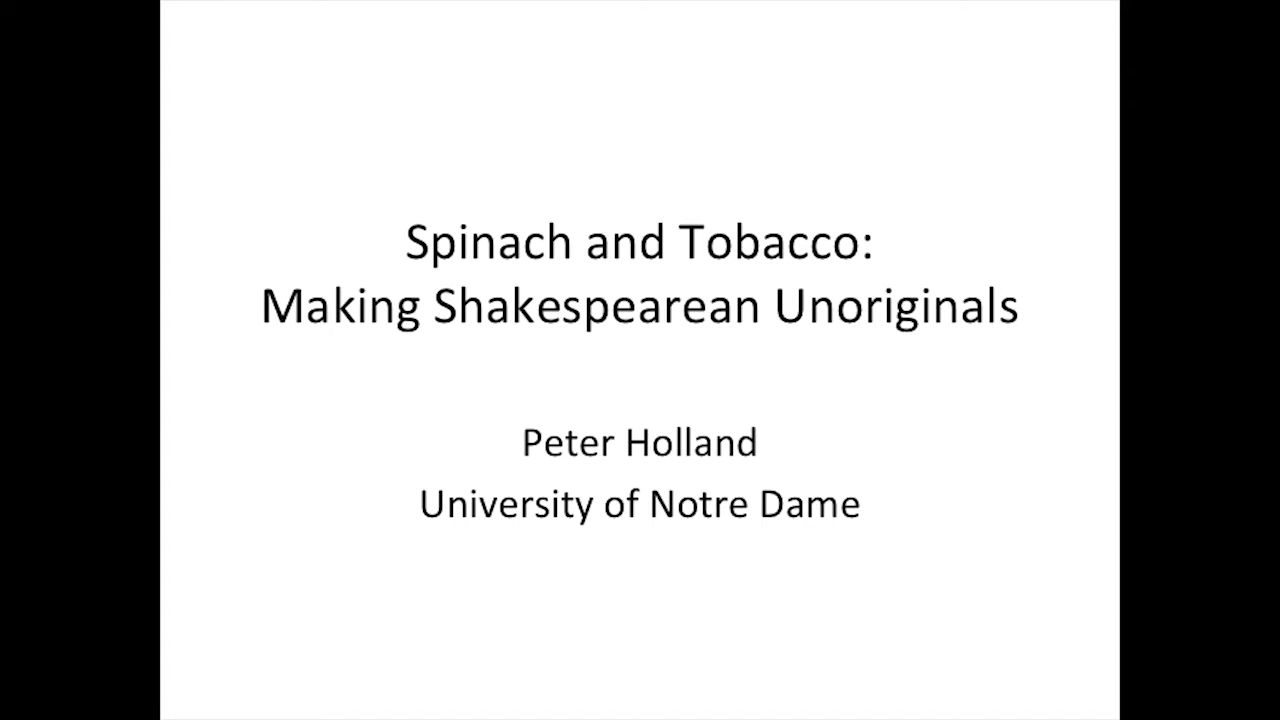 Spinach and Tobacco:
Making Shakespearean Unoriginals
Peter Holland
University of Notre Dame